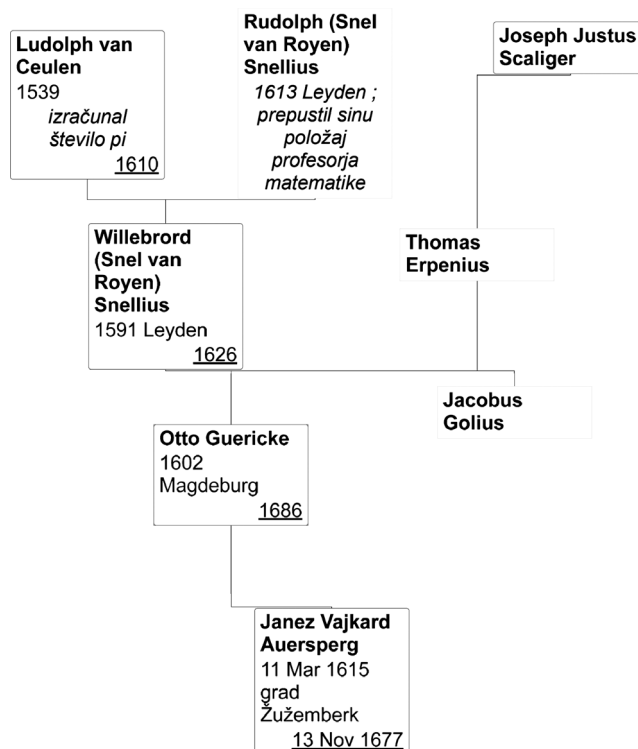 Ludolph van
Ceulen
1539
izračunal
število pi
1610
Rudolph (Snel
van Royen)
Snellius
1613 Leyden ;
prepustil sinu
položaj
profesorja
matematike
Joseph Justus
Scaliger
Willebrord
(Snel van
Royen)
Snellius
1591 Leyden
1626
Thomas
Erpenius
Jacobus
Golius
Otto Guericke
1602
Magdeburg
1686
Janez Vajkard
Auersperg
11 Mar 1615
grad
Žužemberk
13 Nov 1677